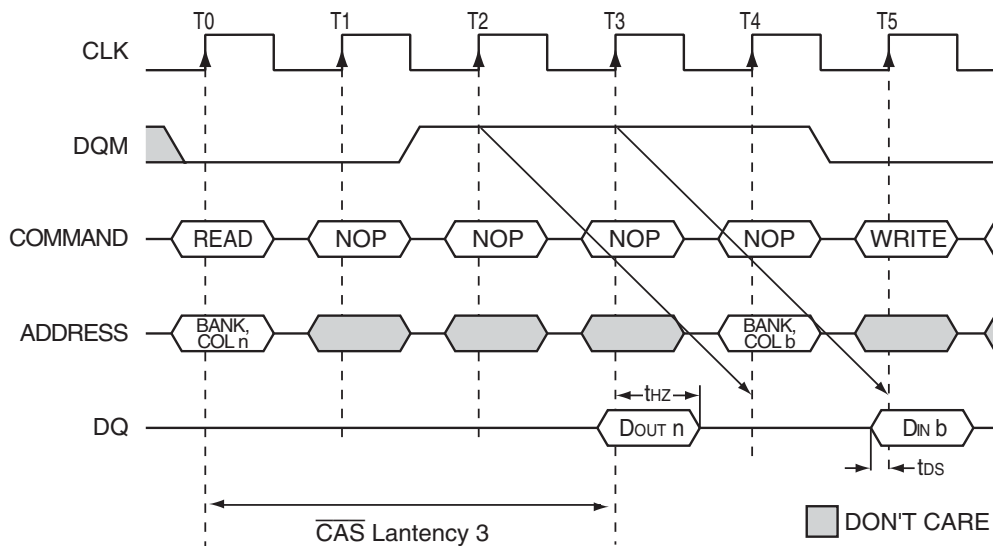 T0 T1 T2 T3 T4 T5
CLK
DQM
COMMAND READ NOP NOP NOP NOP WRITE
ADDRESS BANK, COL n BANK, COL b
tHZ
DQ DOUT n DIN b
tDS
CAS Lantency 3
DON'T CARE